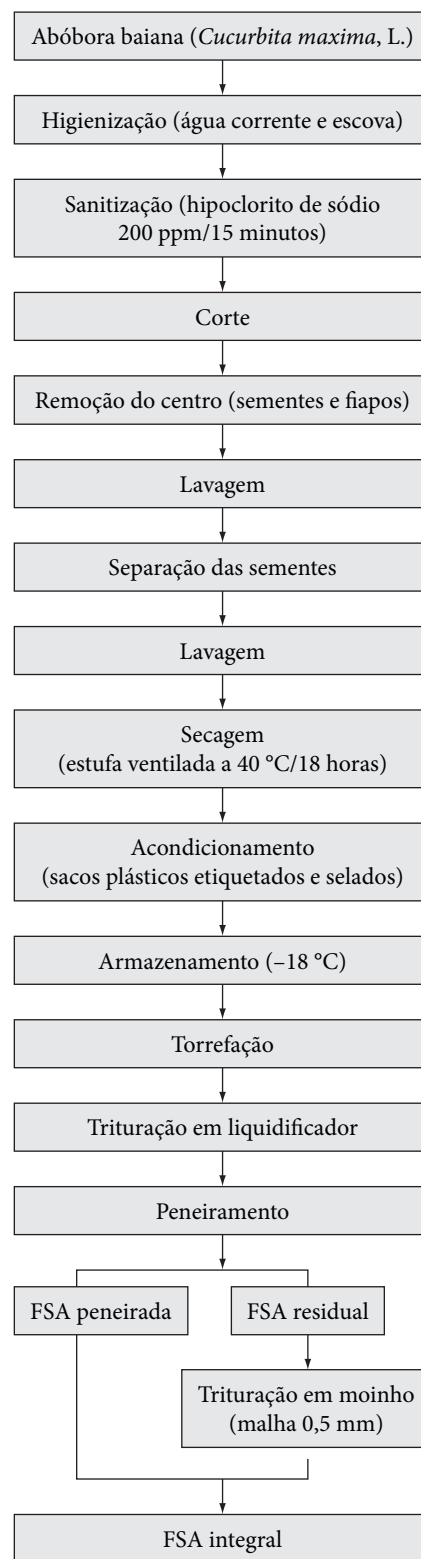 Abóbora baiana (Cucurbita maxima, L.)
Higienização (água corrente e escova)
Sanitização (hipoclorito de sódio
200 ppm/15 minutos)
Corte
Remoção do centro (sementes e fiapos)
Lavagem
Separação das sementes
Lavagem
Secagem
(estufa ventilada a 40 °C/18 horas)
Acondicionamento
(sacos plásticos etiquetados e selados)
Armazenamento (–18 °C)
Torrefação
Trituração em liquidificador
Peneiramento
FSA peneirada
FSA residual
Trituração em moinho
(malha 0,5 mm)
FSA integral